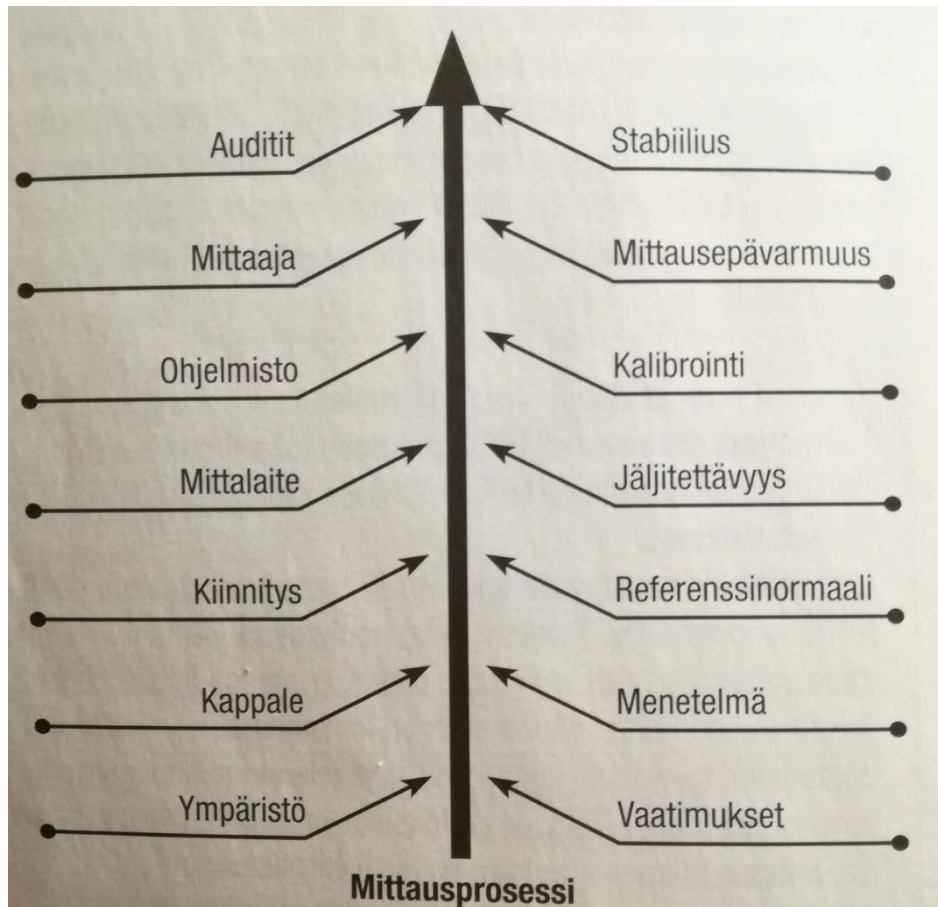 Auditit
Stabiilius
Mittaaja
Mittausepävarmuus
Ohjelmisto
Kalibrointi
Mittalaite
Jäljitettävyys
Kiinnitys
Referenssinormaali
Kappale
Menetelmä
Ympäristö
Vaatimukset
Mittausprosessi